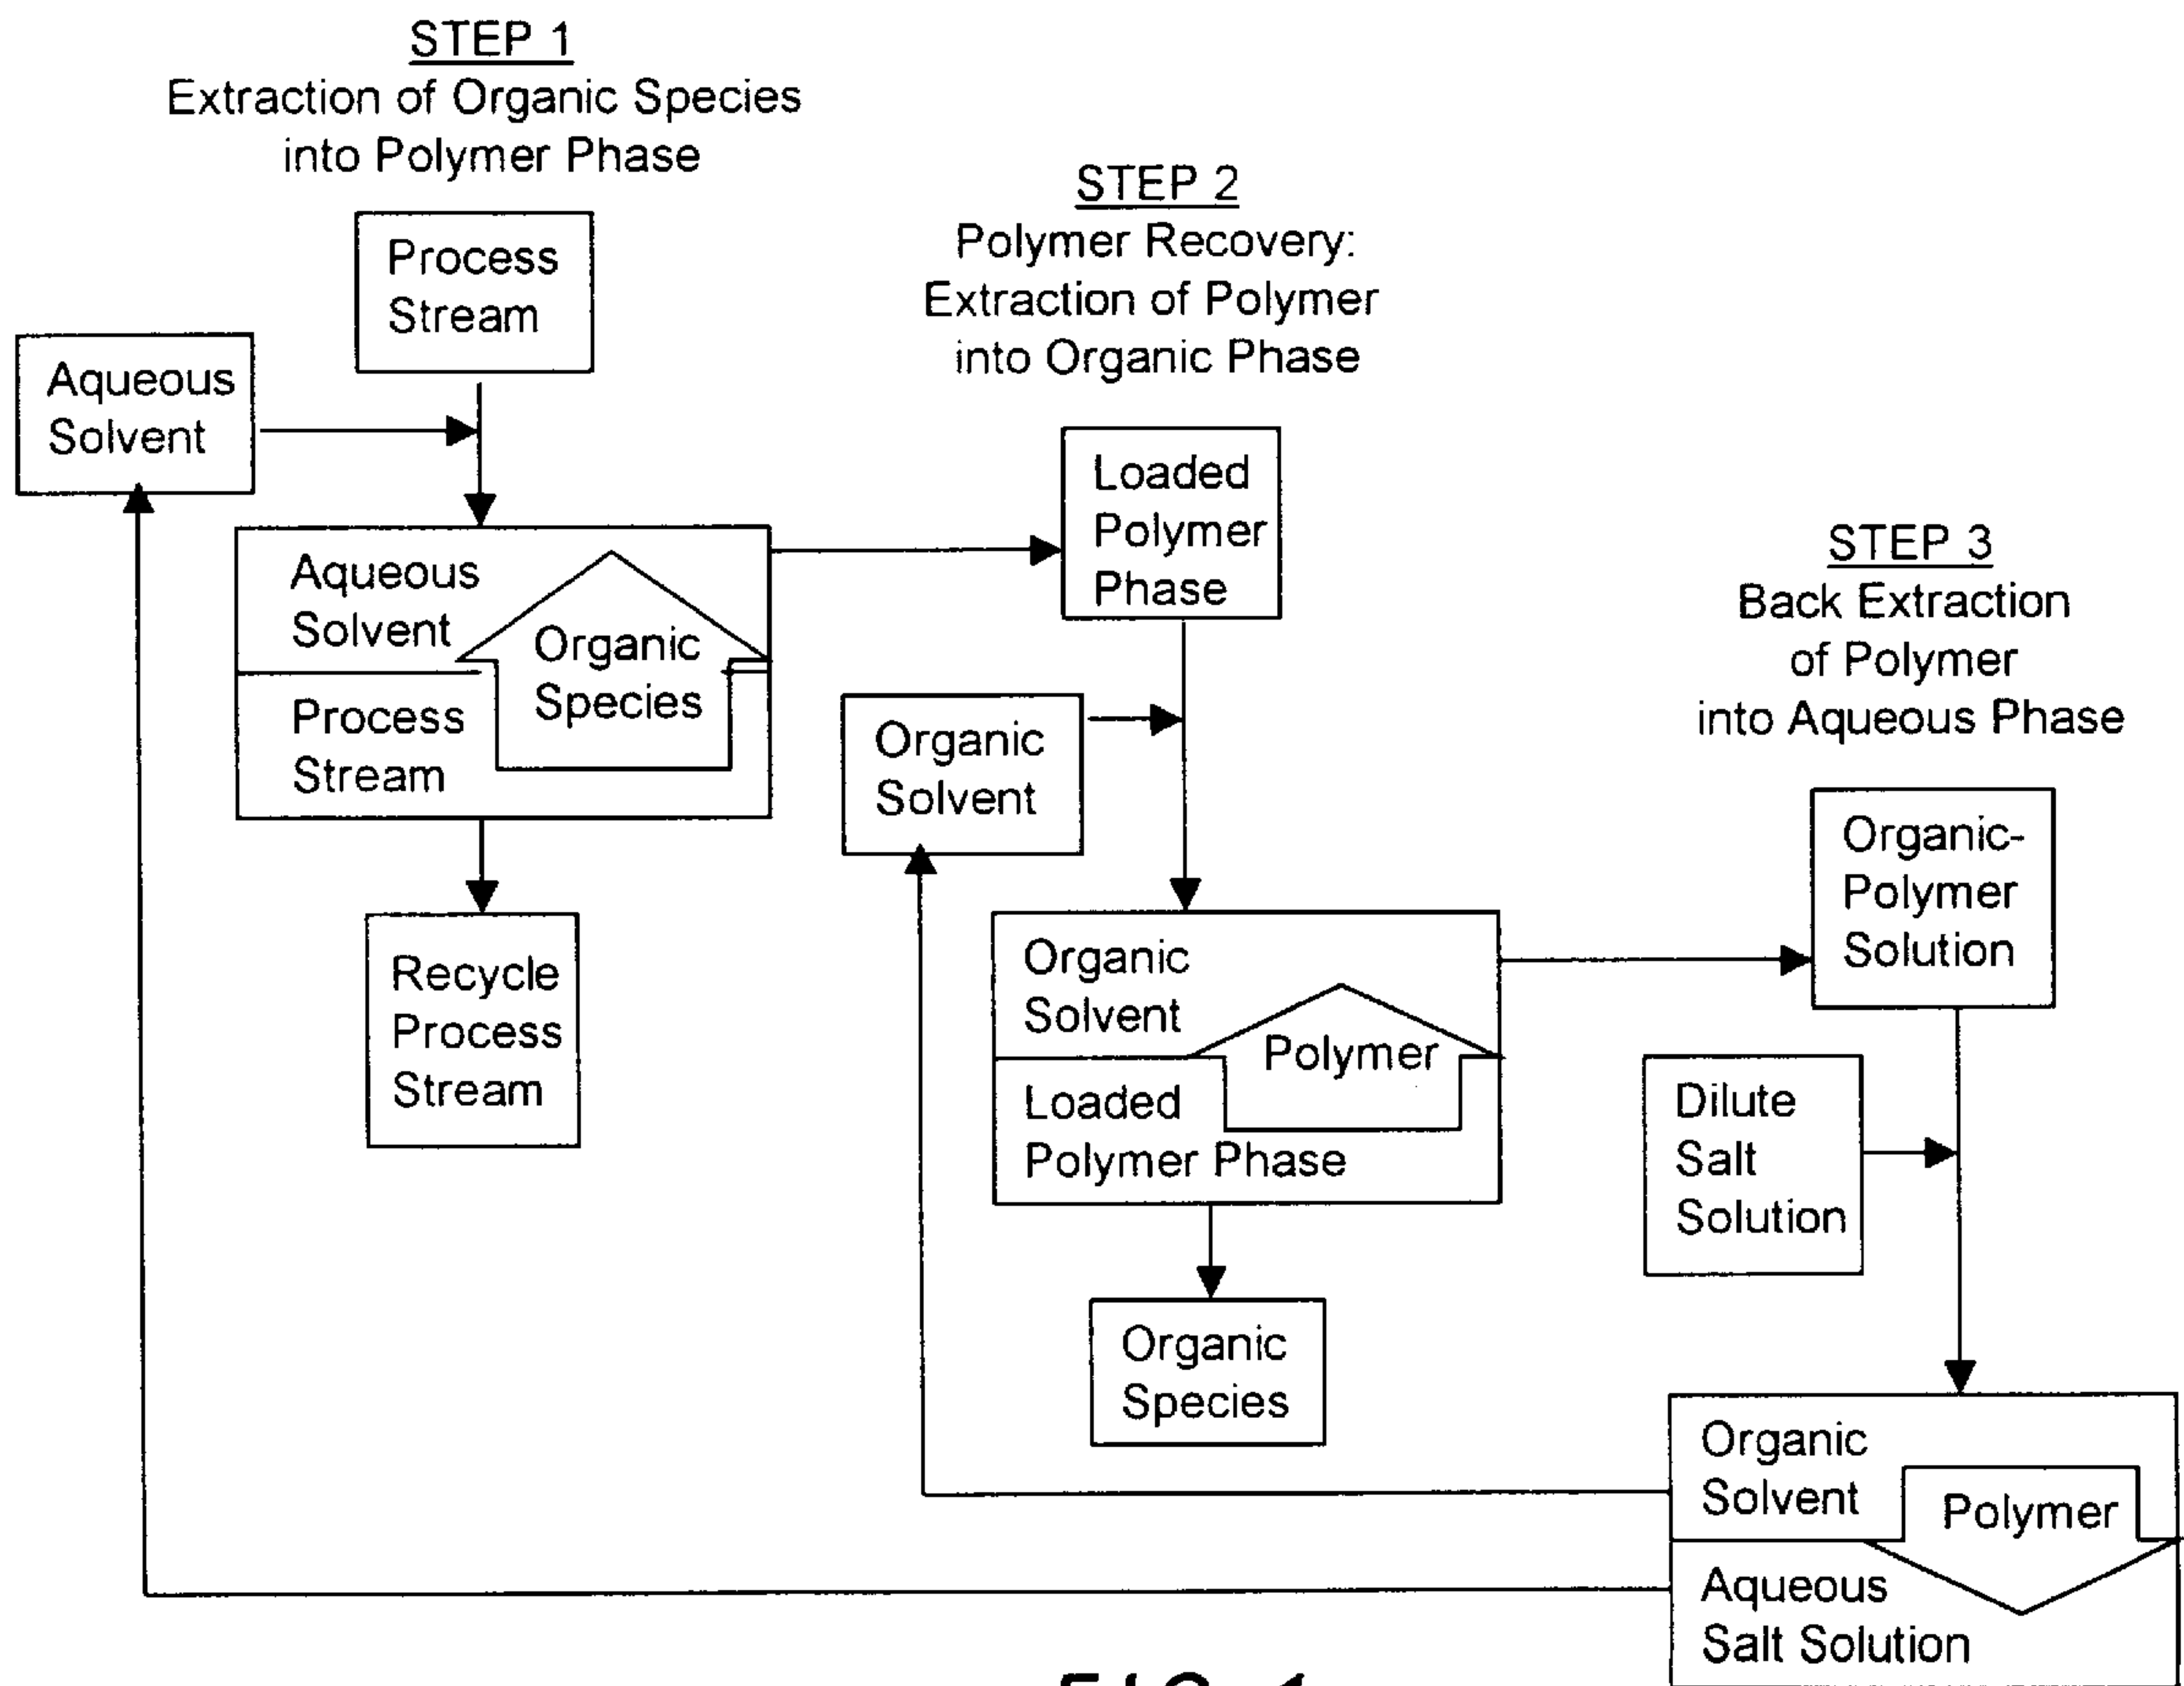 STEP 1
Extraction of Organic Species
into Polymer Phase
Process
Stream
Aqueous
Solvent
Aqueous
Solvent
Organic
Species
Process
Stream
Recycle
Process
Stream
STEP 2
Polymer Recovery:
Extraction of Polymer
into Organic Phase
Loaded
Polymer
Phase
Organic
Solvent
Organic
Solvent
Polymer
Loaded
Polymer Phase
Organic
Species
STEP 3
Back Extraction
of Polymer
into Aqueous Phase
Organic-
Polymer
Solution
Dilute
Salt
Solution
Organic
Solvent
Polymer
Aqueous
Salt Solution